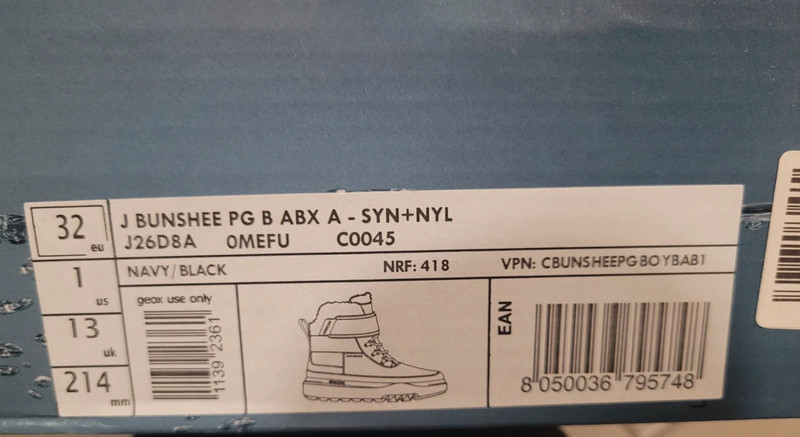 32 eu
J BUNSHEE PG B ABX A - SYN+NYL
J26D8A 0MEFU C0045
1 us
NAVY/BLACK NRF: 418 VPN: CBUNSHEEPGBOYBAB1
13 uk
geox use only
1139 2361
EAN
214 mm
8 050036 795748